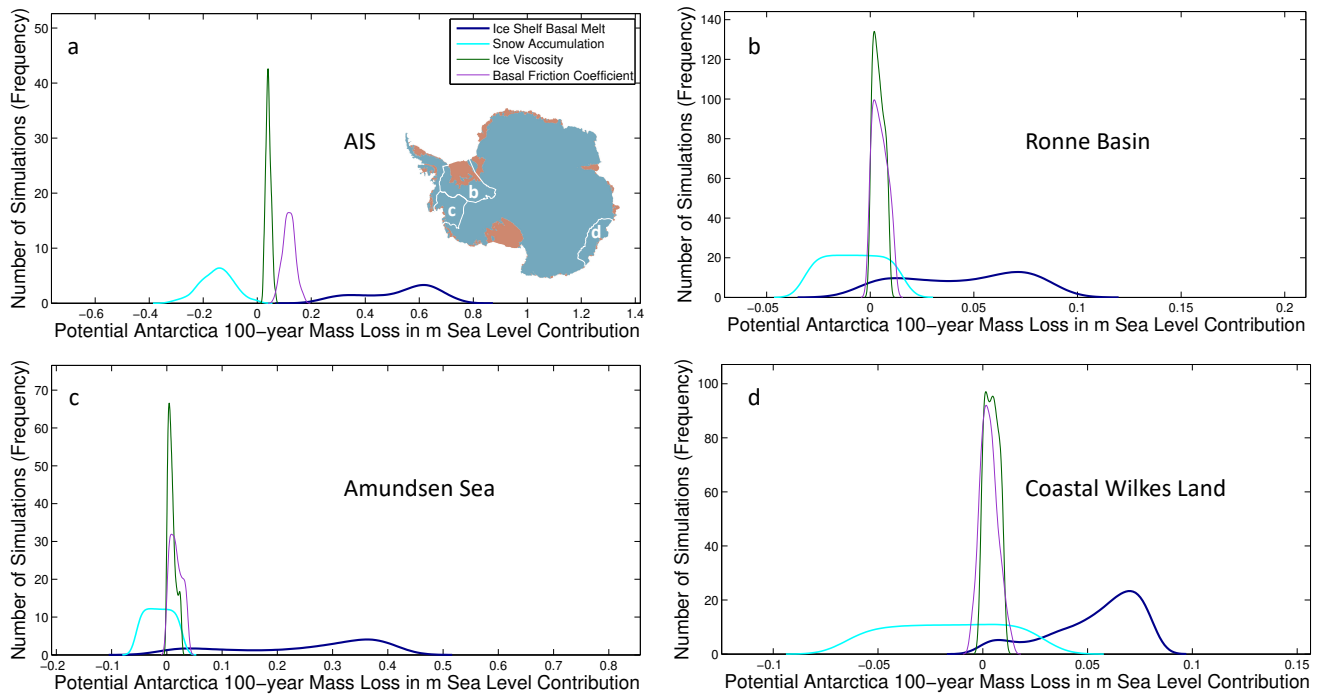 a
AIS
Ice Shelf Basal Melt
Snow Accumulation
Ice Viscosity
Basal Friction Coefficient
b
c
d
Number of Simulations (Frequency)
50
40
30
20
10
0
−0.6 −0.4 −0.2 0 0.2 0.4 0.6 0.8 1 1.2 1.4
Potential Antarctica 100−year Mass Loss in m Sea Level Contribution
b
Ronne Basin
Number of Simulations (Frequency)
140
120
100
80
60
40
20
0
−0.05 0 0.05 0.1 0.15 0.2
Potential Antarctica 100−year Mass Loss in m Sea Level Contribution
c
Amundsen Sea
Number of Simulations (Frequency)
70
60
50
40
30
20
10
0
−0.2 −0.1 0 0.1 0.2 0.3 0.4 0.5 0.6 0.7 0.8
Potential Antarctica 100−year Mass Loss in m Sea Level Contribution
d
Coastal Wilkes Land
Number of Simulations (Frequency)
100
80
60
40
20
0
−0.1 −0.05 0 0.05 0.1 0.15
Potential Antarctica 100−year Mass Loss in m Sea Level Contribution